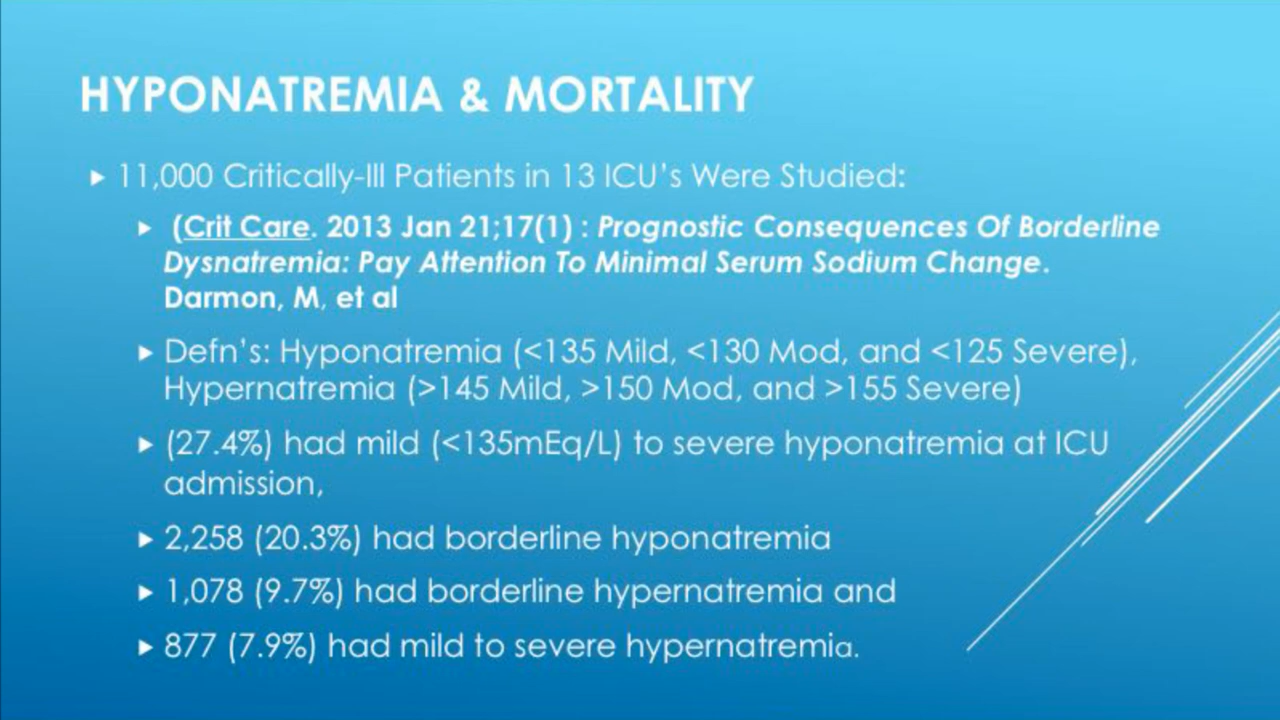 HYPONATREMIA & MORTALITY
11,000 Critically-Ill Patients in 13 ICU's Were Studied:
(Crit Care. 2013 Jan 21;17(1) : Prognostic Consequences Of Borderline
Dysnatremia: Pay Attention To Minimal Serum Sodium Change.
Darmon, M, et al
Defn's: Hyponatremia (<135 Mild, <130 Mod, and <125 Severe),
Hypernatremia (>145 Mild, >150 Mod, and >155 Severe)
(27.4%) had mild (<135mEq/L) to severe hyponatremia at ICU
admission,
2,258 (20.3%) had borderline hyponatremia
1,078 (9.7%) had borderline hypernatremia and
877 (7.9%) had mild to severe hypernatremia.